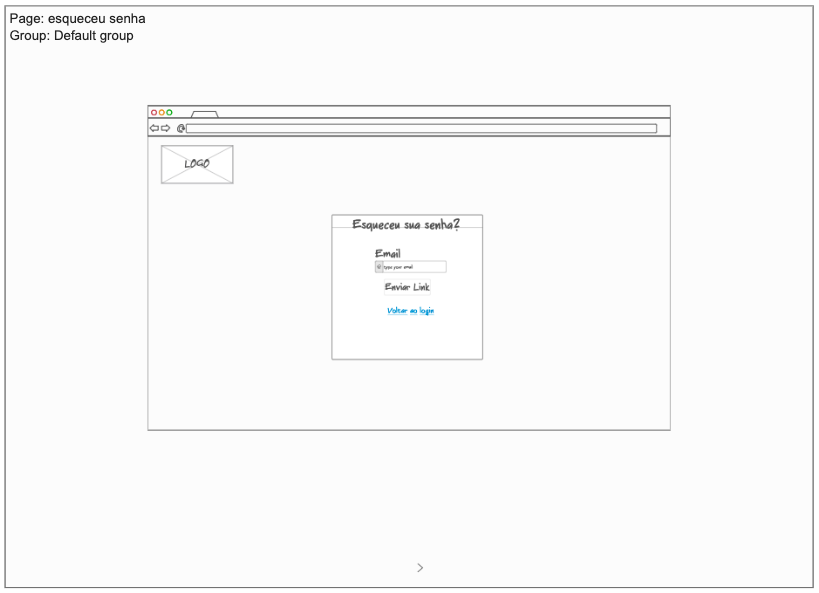 Page: esqueceu senha
Group: Default group
@
LOGO
Esqueceu sua senha?
Email
@ type your email
Enviar Link
Voltar ao login